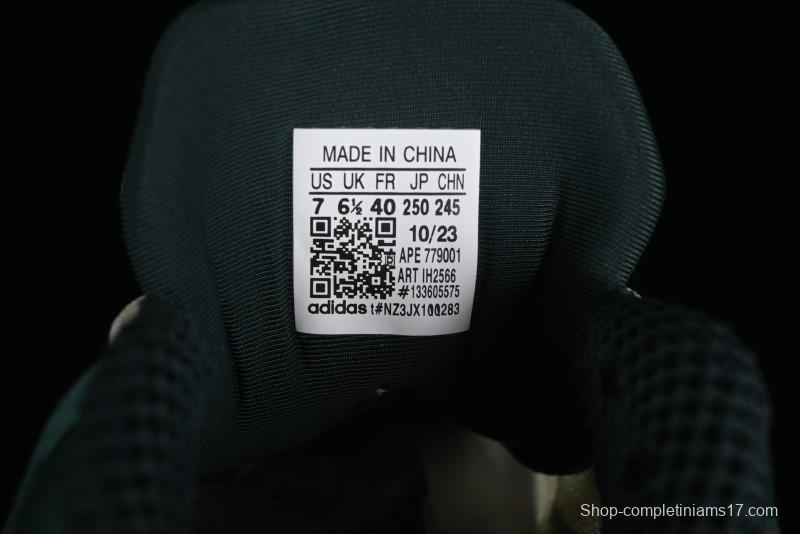 MADE IN CHINA
US UK FR JP CHN
7 6½ 40 250 245
10/23
APE 779001
ART IH2566
#133605575
adidas t#NZ3JX100283
Shop-completiniams17.com